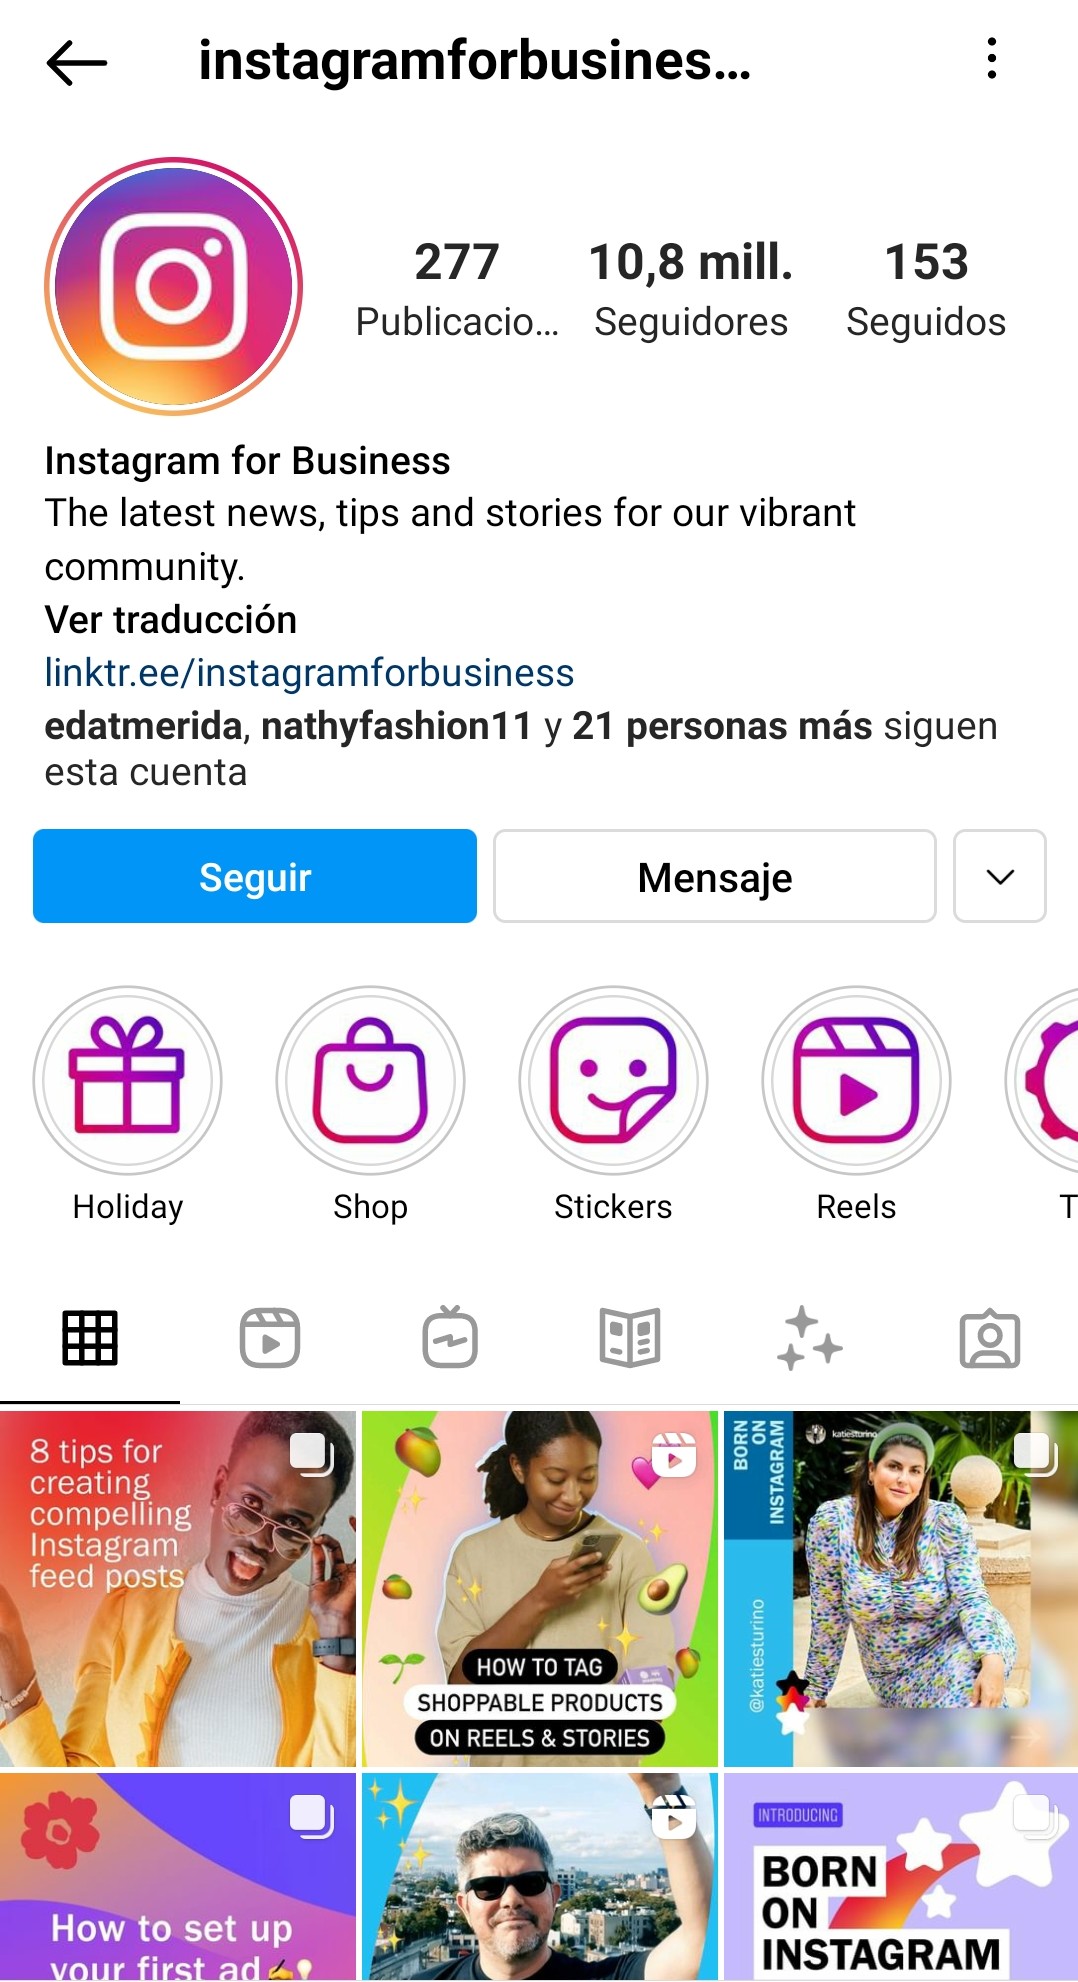 instagramforbusines...
277
10,8 mill.
153
Publicacio...
Seguidores
Seguidos
Instagram for Business
The latest news, tips and stories for our vibrant
community.
Ver traducción
linktr.ee/instagramforbusiness
edatmerida, nathyfashion11 y 21 personas más siguen
esta cuenta
Seguir
Mensaje
Holiday
Shop
Stickers
Reels
T
8 tips for
creating
compelling
Instagram
feed posts
HOW TO TAG
SHOPPABLE PRODUCTS
ON REELS & STORIES
BORN
ON
INSTAGRAM
katiesturino
@katiesturino
How to set up
your first ad
INTRODUCING
BORN
ON
INSTAGRAM